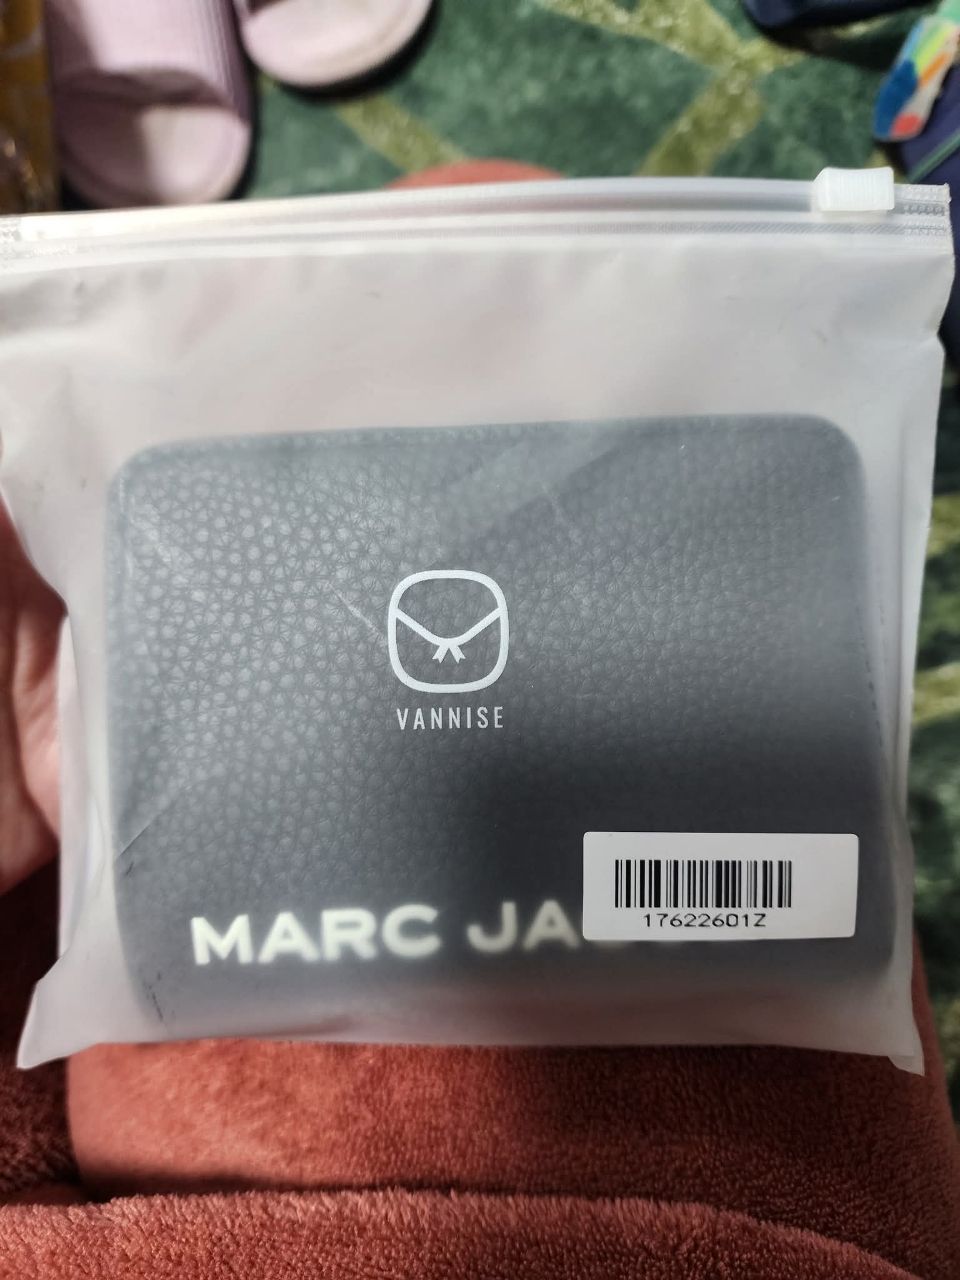 VANNISE
MARC JA
17622601Z